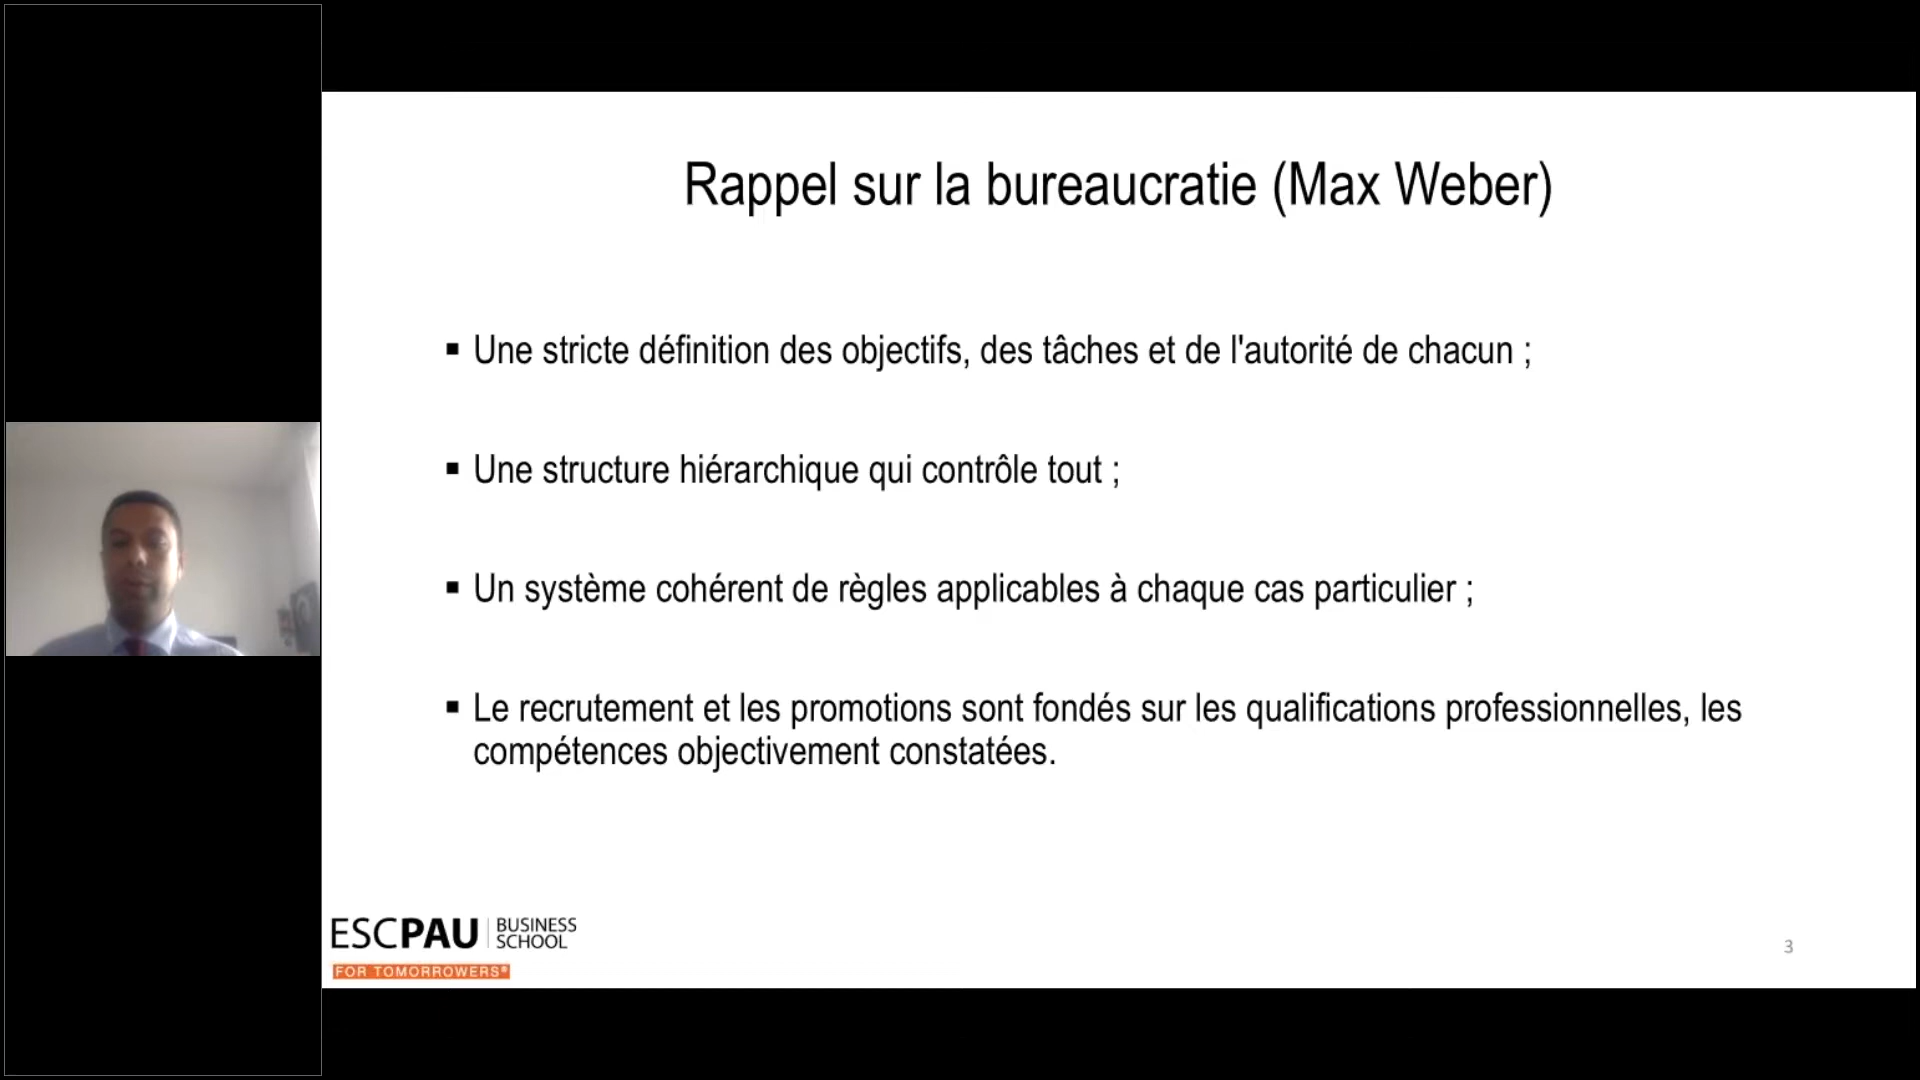 Rappel sur la bureaucratie (Max Weber)
▪ Une stricte définition des objectifs, des tâches et de l'autorité de chacun ;
▪ Une structure hiérarchique qui contrôle tout ;
▪ Un système cohérent de règles applicables à chaque cas particulier ;
▪ Le recrutement et les promotions sont fondés sur les qualifications professionnelles, les
compétences objectivement constatées.
ESCPAU BUSINESS
SCHOOL
FOR TOMORROWERS®
3